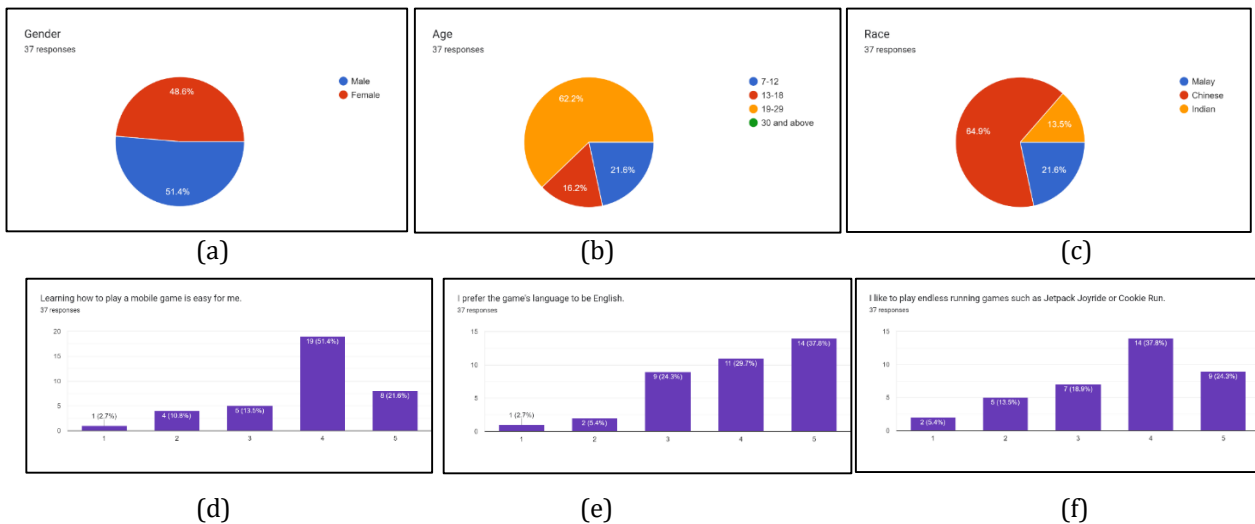 Gender
37 responses
Male
Female
48.6%
51.4%
(a)
Age
37 responses
7-12
13-18
19-29
30 and above
62.2%
16.2%
21.6%
(b)
Race
37 responses
Malay
Chinese
Indian
64.9%
13.5%
21.6%
(c)
Learning how to play a mobile game is easy for me.
37 responses
20
15
10
5
0
1 (2.7%)
4 (10.8%)
5 (13.5%)
19 (51.4%)
8 (21.6%)
1 2 3 4 5
(d)
I prefer the game's language to be English.
37 responses
15
10
5
0
1 (2.7%)
2 (5.4%)
9 (24.3%)
11 (29.7%)
14 (37.8%)
1 2 3 4 5
(e)
I like to play endless running games such as Jetpack Joyride or Cookie Run.
37 responses
15
10
5
0
2 (5.4%)
5 (13.5%)
7 (18.9%)
14 (37.8%)
9 (24.3%)
1 2 3 4 5
(f)